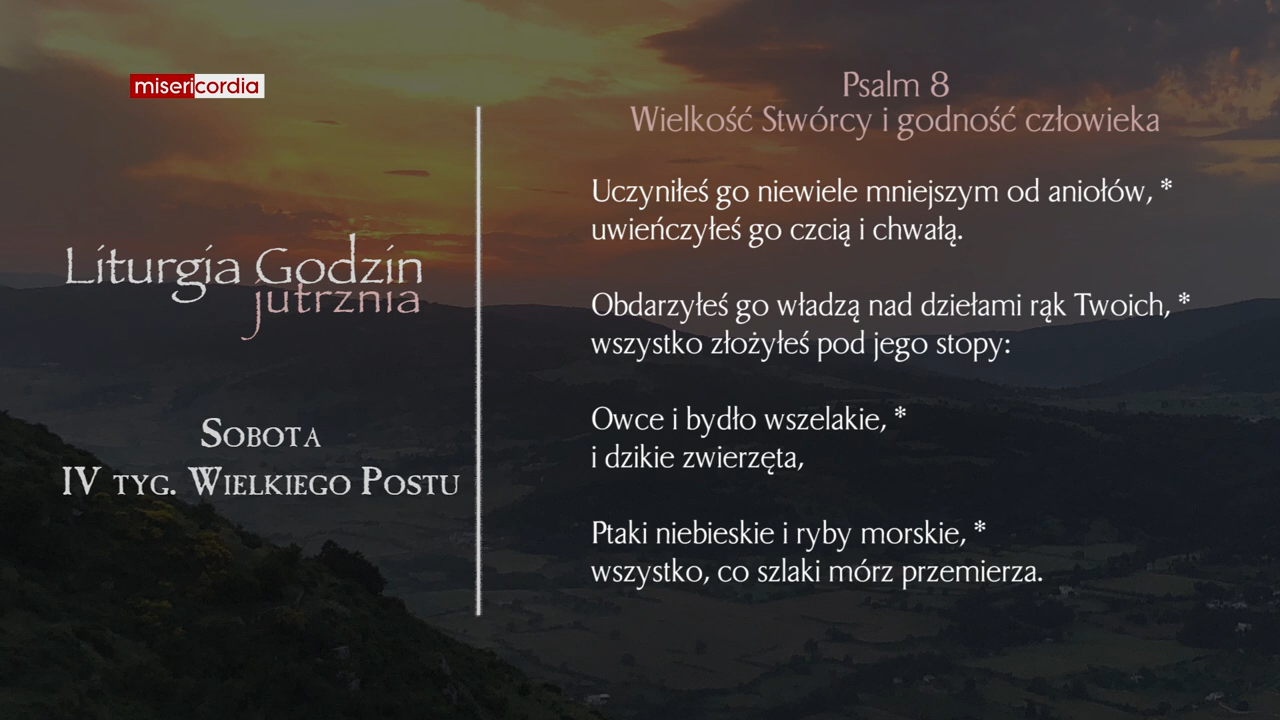 misericordia
Liturgia Godzin
jutrznia
Sobota
IV tyg. Wielkiego Postu
Psalm 8
Wielkość Stwórcy i godność człowieka
Uczyniłeś go niewiele mniejszym od aniołów, *
uwieńczyłeś go czcią i chwałą.
Obdarzyłeś go władzą nad dziełami rąk Twoich, *
wszystko złożyłeś pod jego stopy:
Owce i bydło wszelakie, *
i dzikie zwierzęta,
Ptaki niebieskie i ryby morskie, *
wszystko, co szlaki mórz przemierza.